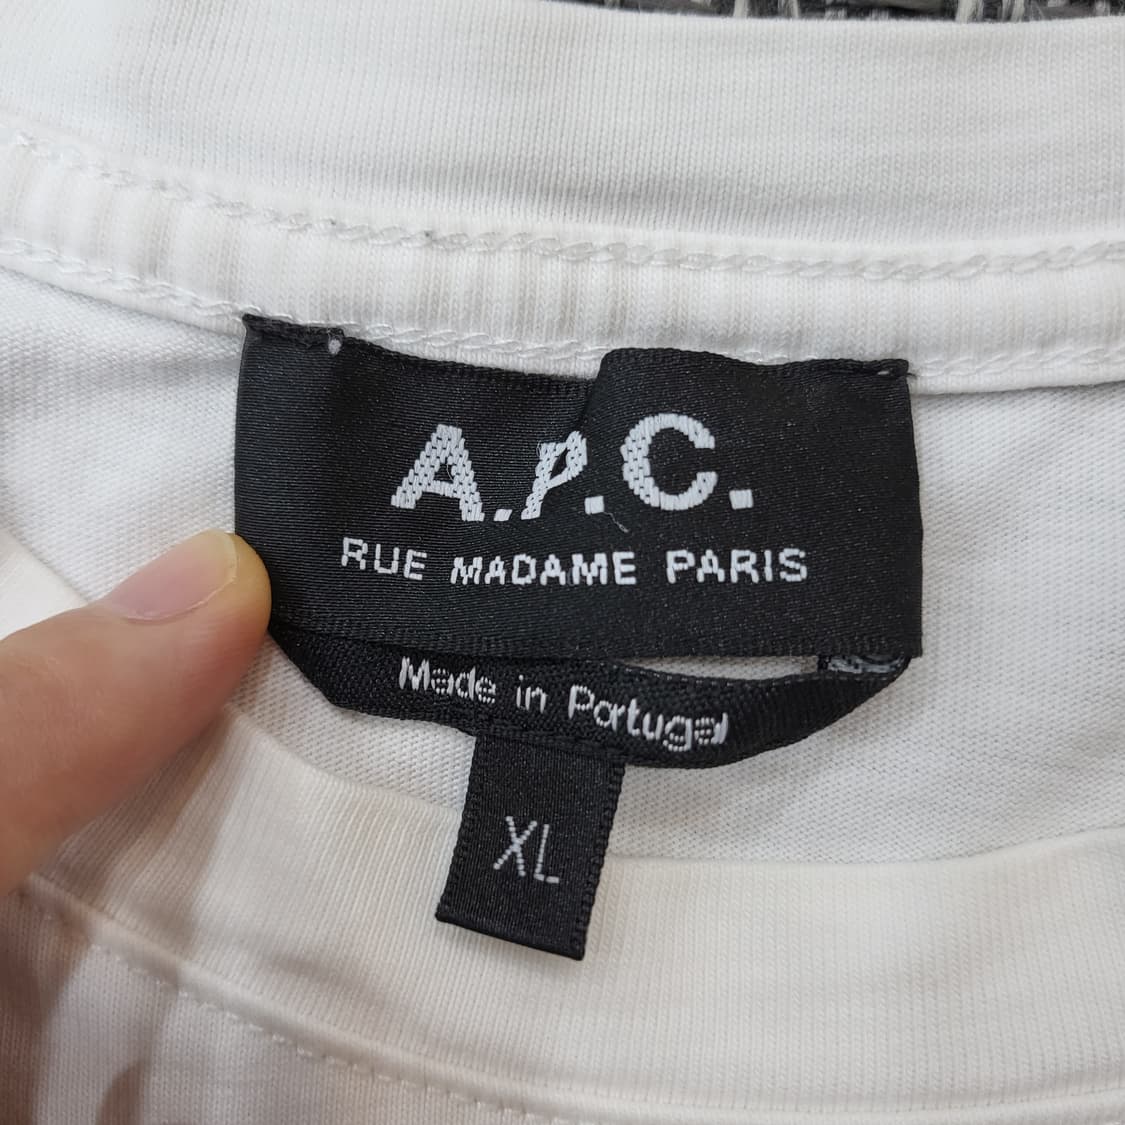 A.P.C.
RUE MADAME PARIS
Made in Portugal
XL